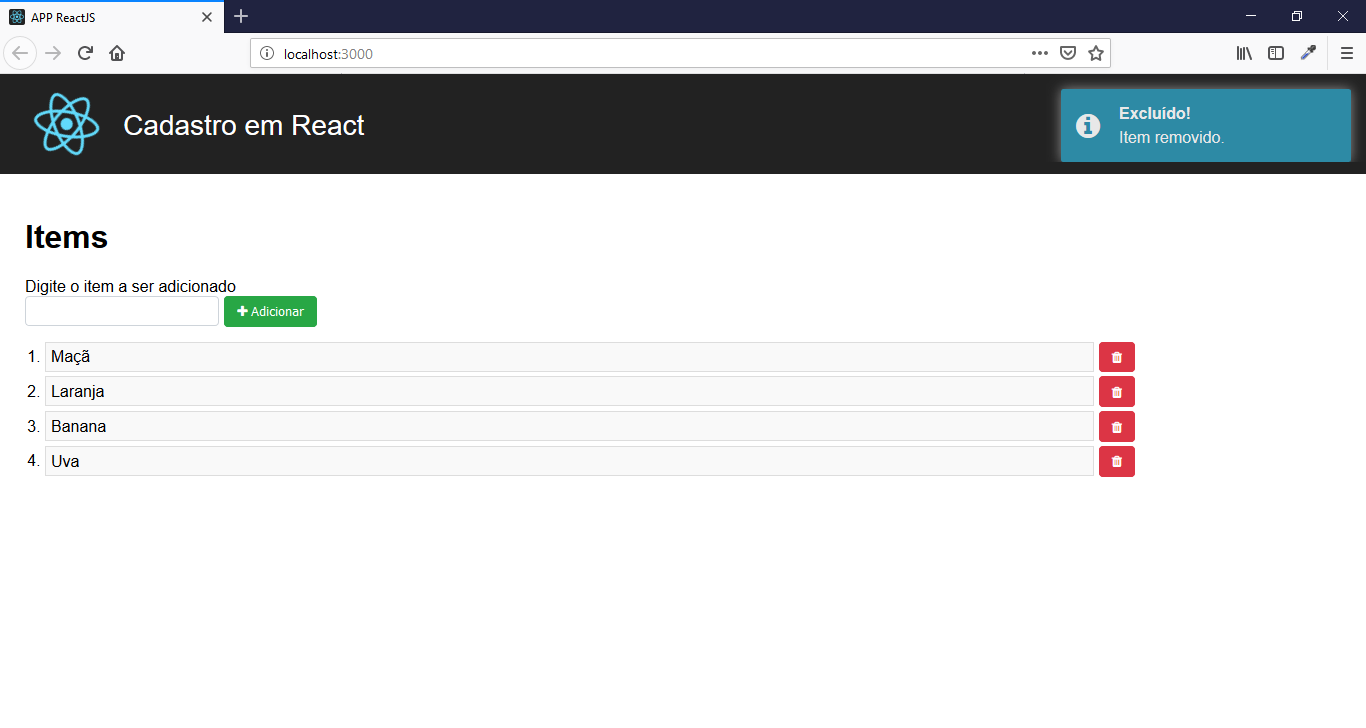 APP ReactJS
localhost:3000
Cadastro em React
Excluído!
Item removido.
Items
Digite o item a ser adicionado
Adicionar
1. Maçã
2. Laranja
3. Banana
4. Uva